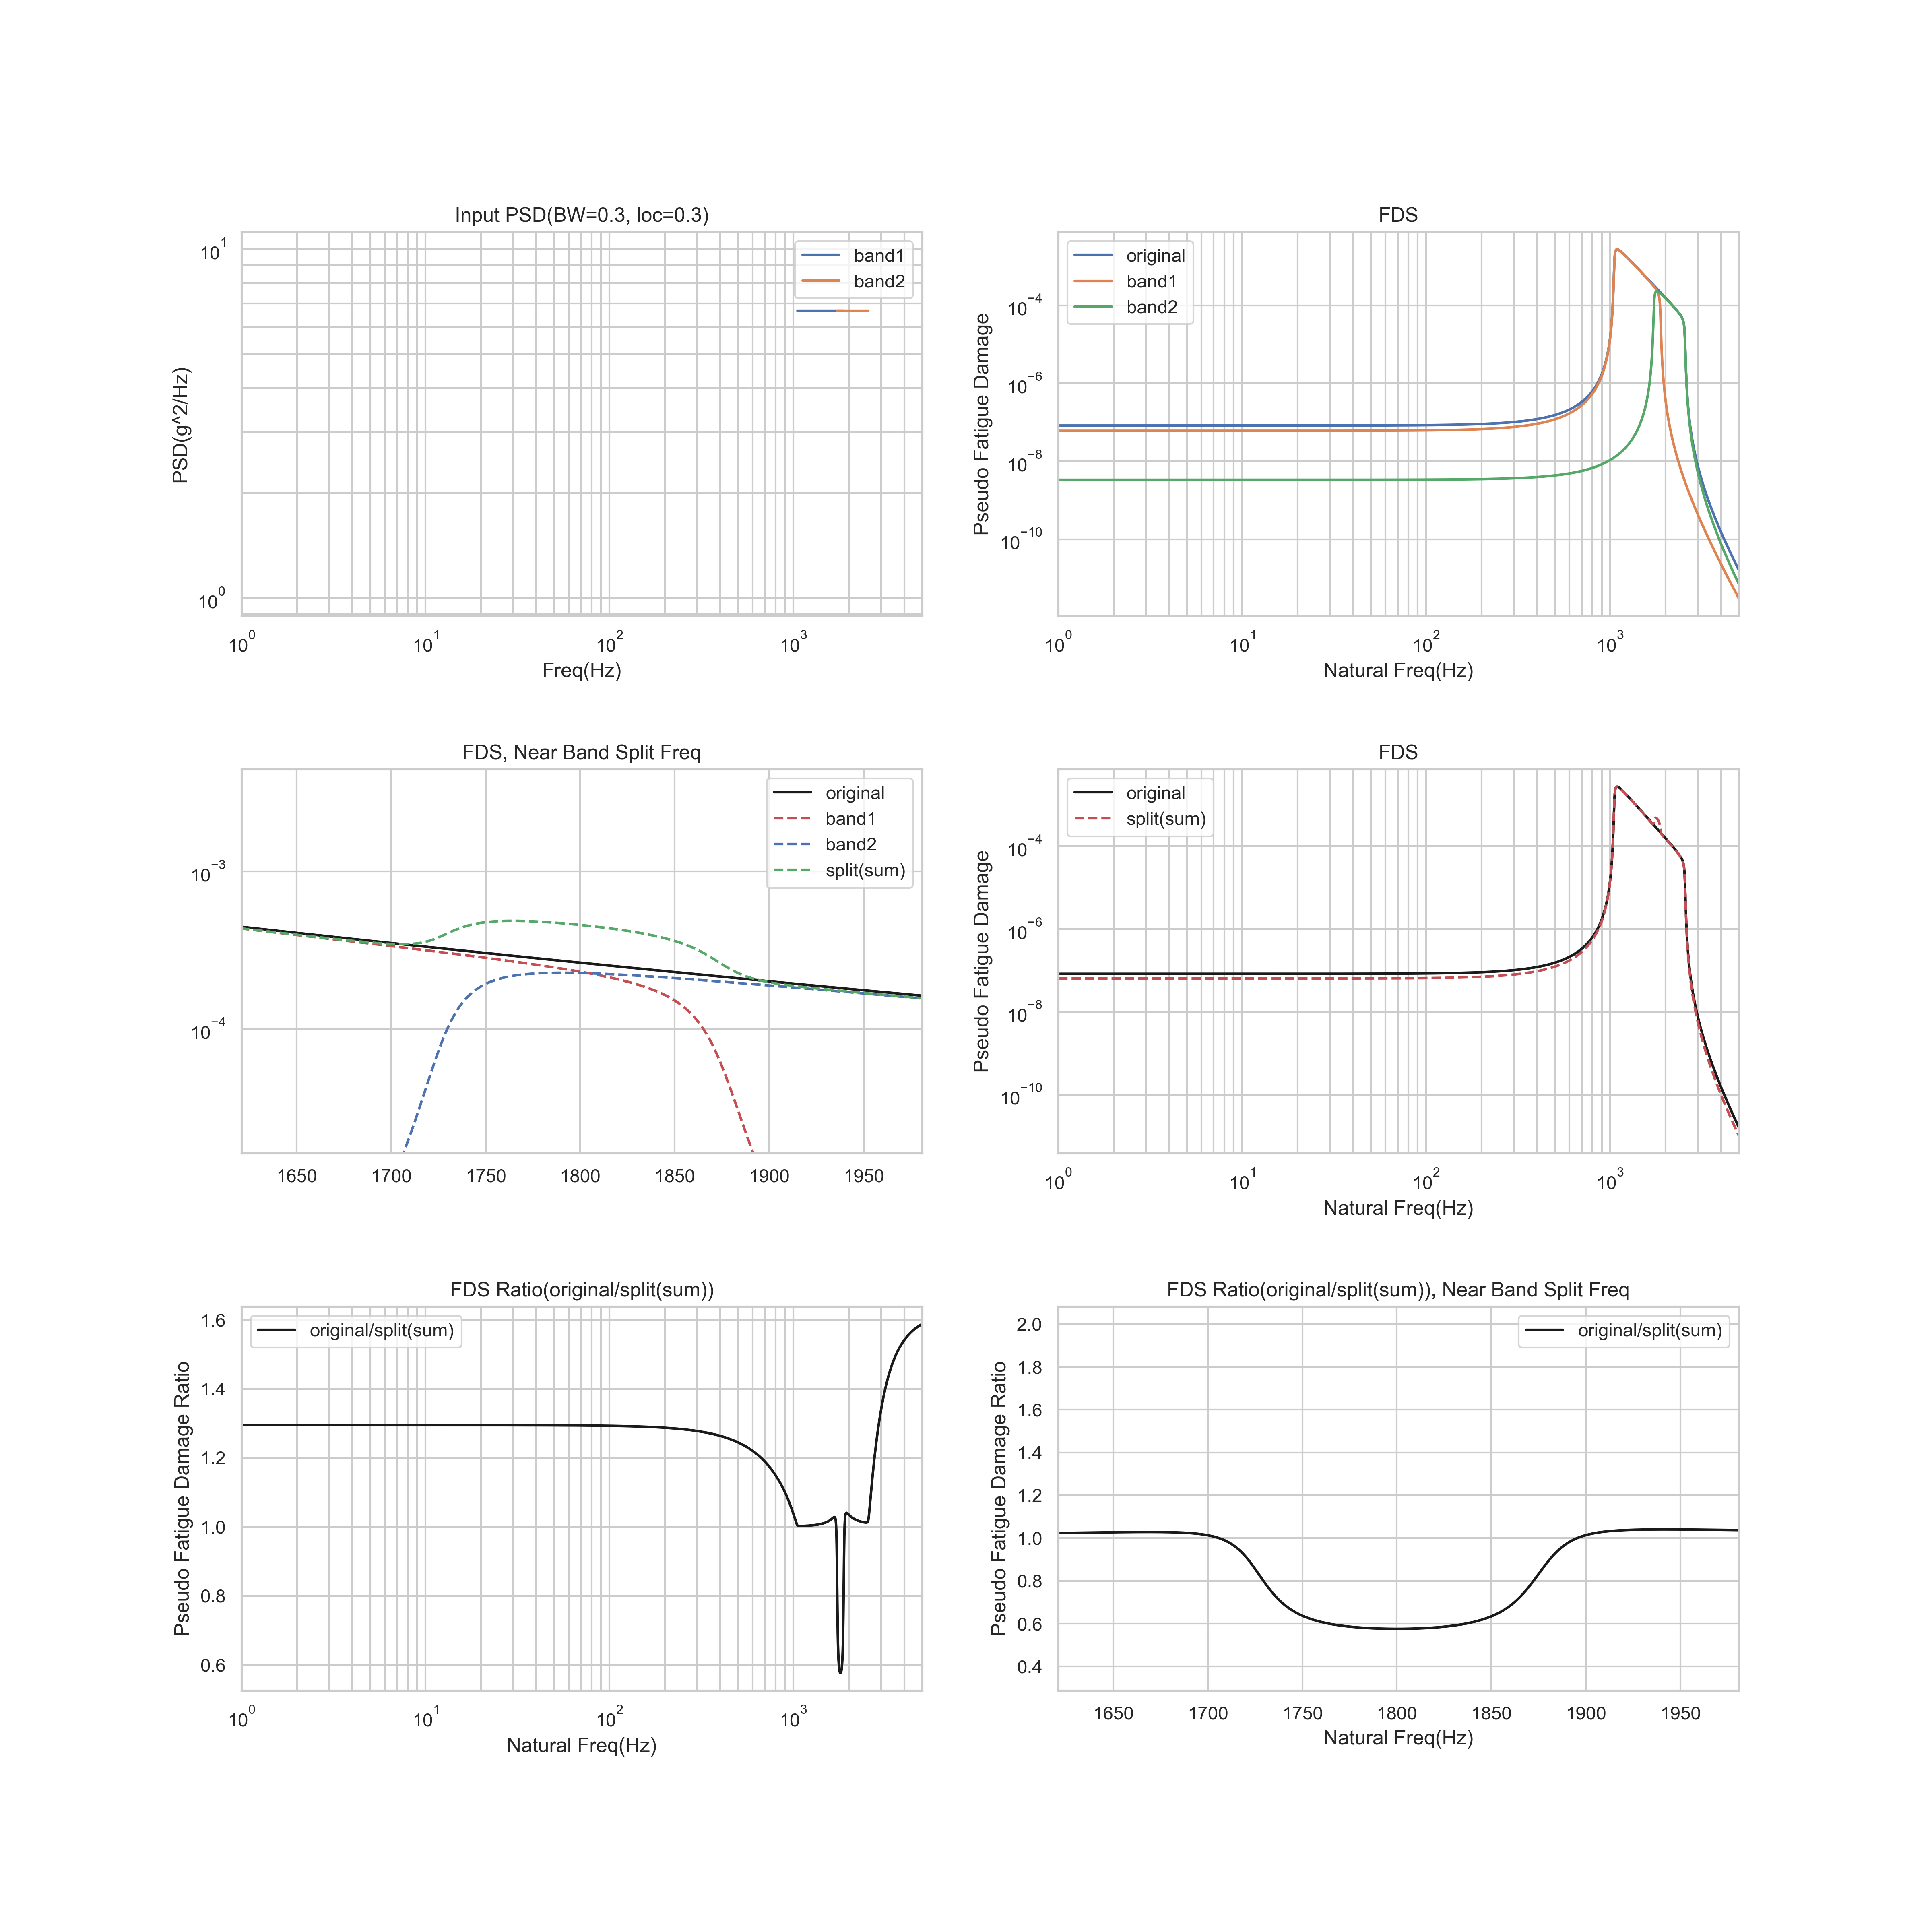 Input PSD(BW=0.3, loc=0.3)
PSD(g^2/Hz)
10^1
10^0
band1
band2
10^0 10^1 10^2 10^3
Freq(Hz)
FDS
Pseudo Fatigue Damage
10^−4
10^−6
10^−8
10^−10
original
band1
band2
10^0 10^1 10^2 10^3
Natural Freq(Hz)
FDS, Near Band Split Freq
10^−3
10^−4
original
band1
band2
split(sum)
1650 1700 1750 1800 1850 1900 1950
FDS
Pseudo Fatigue Damage
10^−4
10^−6
10^−8
10^−10
original
split(sum)
10^0 10^1 10^2 10^3
Natural Freq(Hz)
FDS Ratio(original/split(sum))
Pseudo Fatigue Damage Ratio
1.6
1.4
1.2
1.0
0.8
0.6
original/split(sum)
10^0 10^1 10^2 10^3
Natural Freq(Hz)
FDS Ratio(original/split(sum)), Near Band Split Freq
Pseudo Fatigue Damage Ratio
2.0
1.8
1.6
1.4
1.2
1.0
0.8
0.6
0.4
original/split(sum)
1650 1700 1750 1800 1850 1900 1950
Natural Freq(Hz)